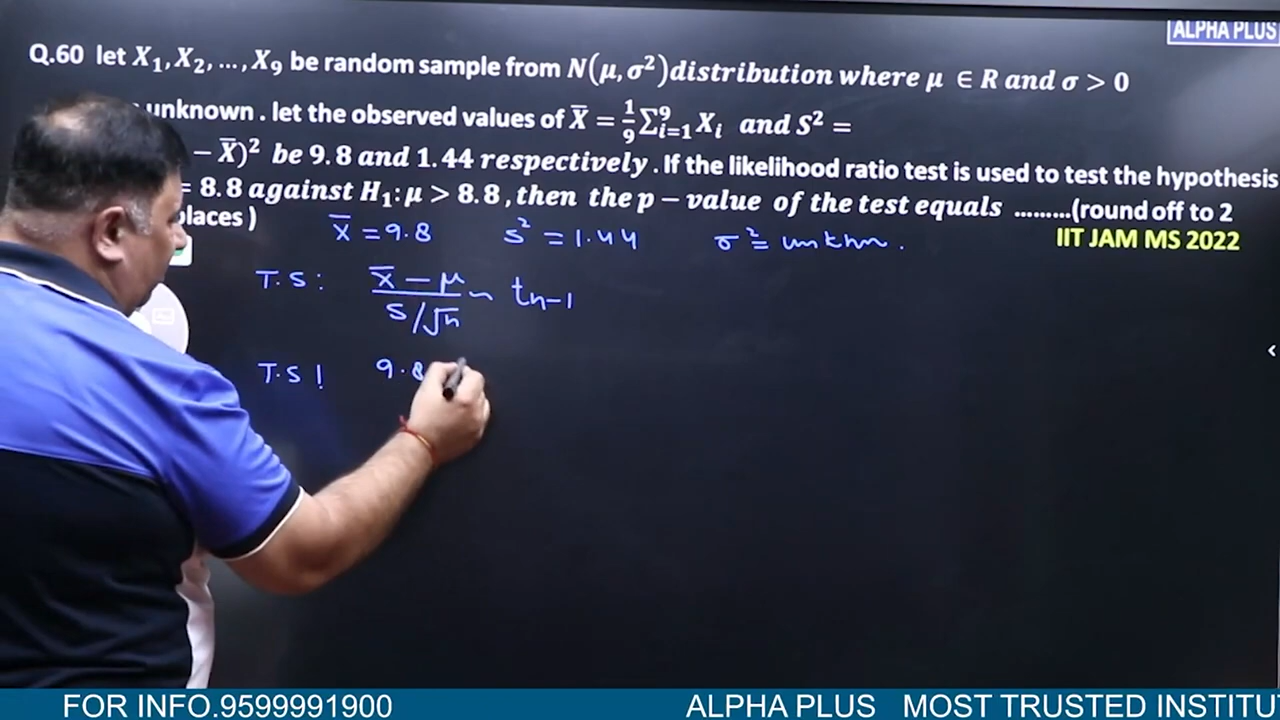 ALPHA PLUS
Q.60 let X₁, X₂, ..., X₉ be random sample from N(μ, σ²)distribution where μ ∈ R and σ > 0
unknown . let the observed values of X̄ = 1/9 ∑⁹ᵢ₌₁ Xᵢ and S² =
− X̄)² be 9.8 and 1.44 respectively . If the likelihood ratio test is used to test the hypothesis
= 8.8 against H₁: μ > 8.8 , then the p − value of the test equals .........(round off to 2
places )
IIT JAM MS 2022
x̄ = 9.8 s² = 1.44 σ² = unknn .
T.S : x̄ − μ / s/√n ~ tₙ₋₁
T.S ! 9.8
FOR INFO.9599991900 ALPHA PLUS MOST TRUSTED INSTITU